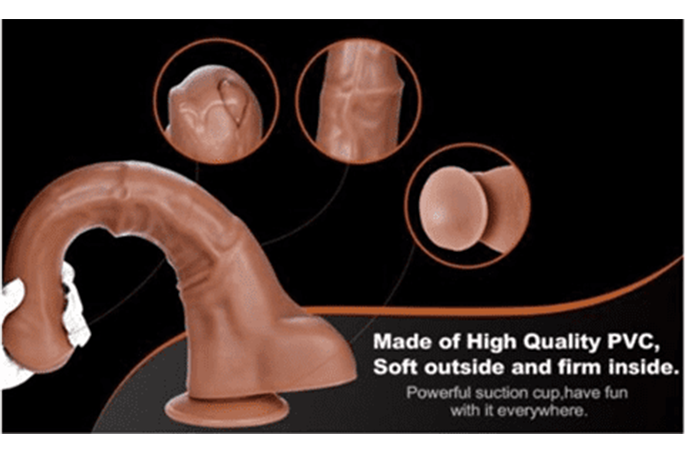 Made of High Quality PVC,
Soft outside and firm inside.
Powerful suction cup,have fun
with it everywhere.